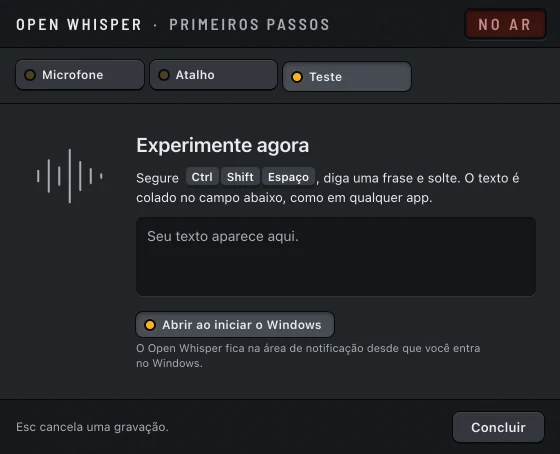 OPEN WHISPER · PRIMEIROS PASSOS
NO AR
Microfone
Atalho
Teste
Experimente agora
Segure Ctrl Shift Espaço, diga uma frase e solte. O texto é
colado no campo abaixo, como em qualquer app.
Seu texto aparece aqui.
Abrir ao iniciar o Windows
O Open Whisper fica na área de notificação desde que você entra
no Windows.
Esc cancela uma gravação.
Concluir